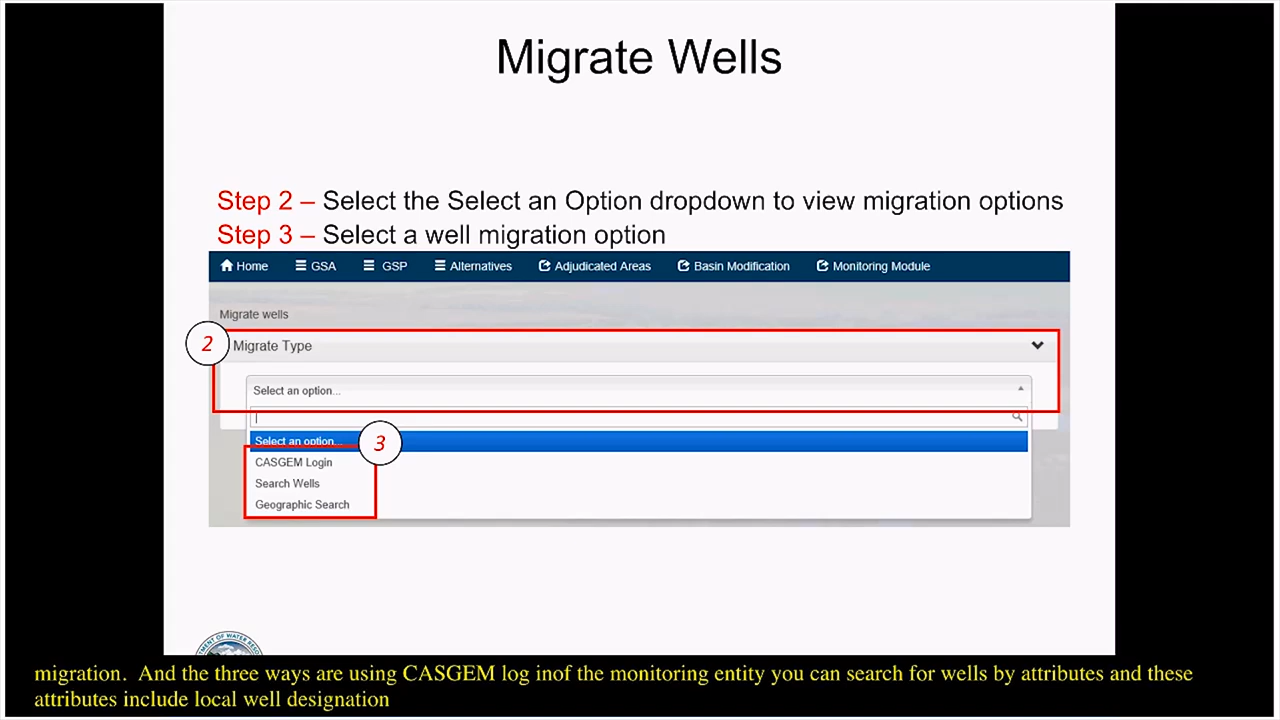 Migrate Wells
Step 2 – Select the Select an Option dropdown to view migration options
Step 3 – Select a well migration option
Home GSA GSP Alternatives Adjudicated Areas Basin Modification Monitoring Module
Migrate wells
2
Migrate Type
Select an option...
Select an option...
3
CASGEM Login
Search Wells
Geographic Search
migration. And the three ways are using CASGEM log inof the monitoring entity you can search for wells by attributes and these
attributes include local well designation